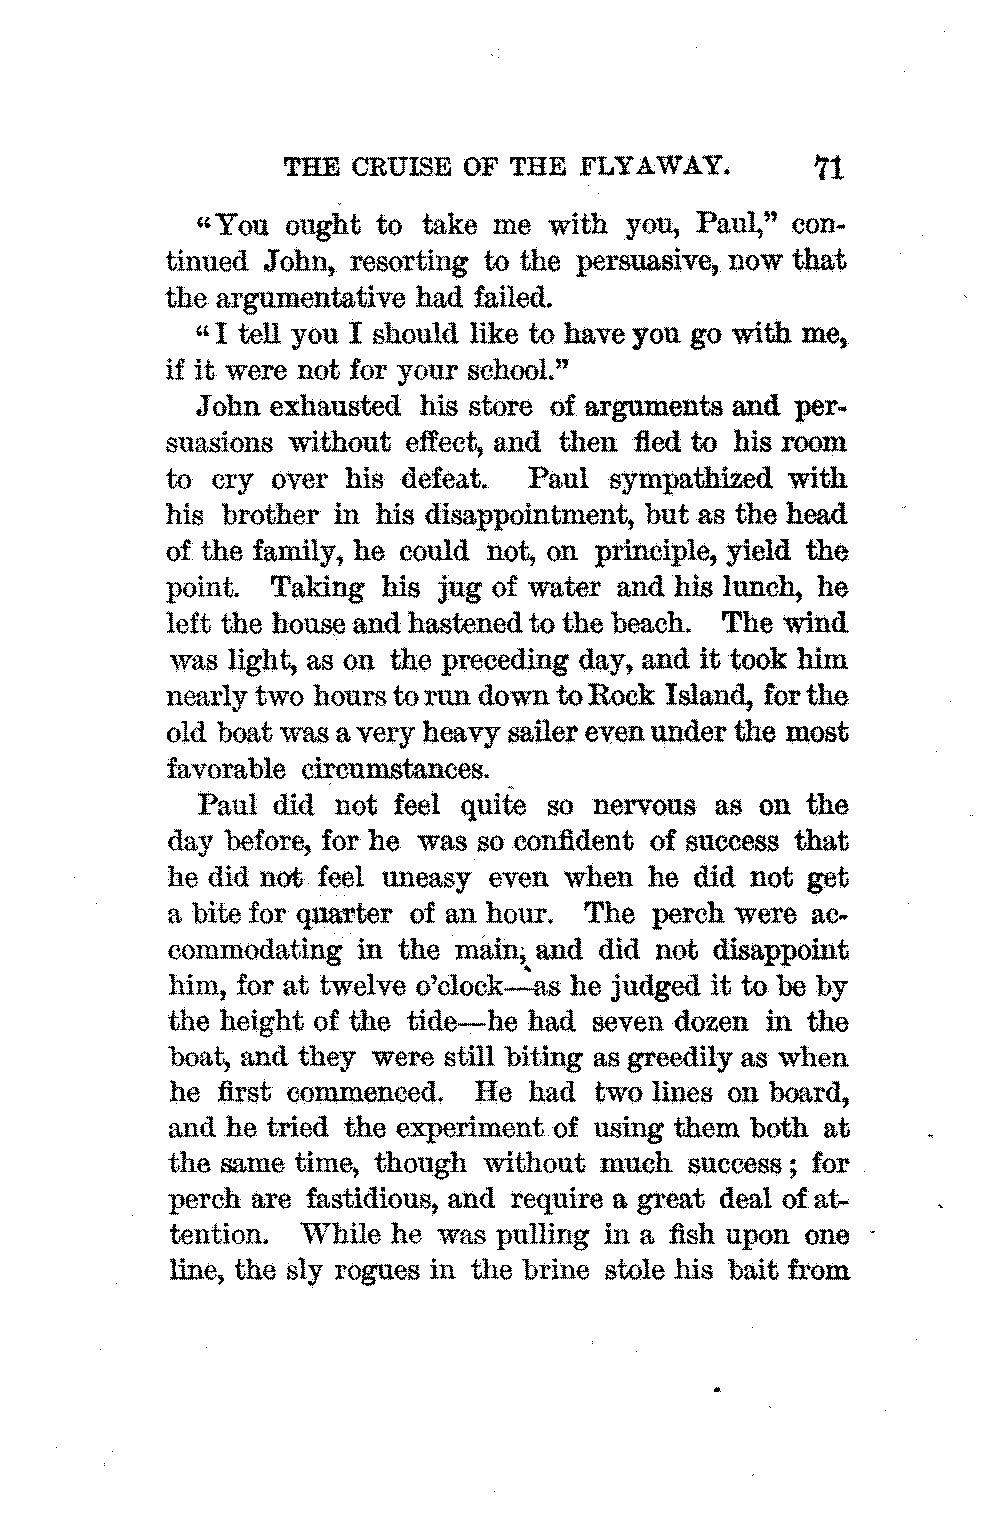 THE CRUISE OF THE FLYAWAY. 71
“You ought to take me with you, Paul,” con-
tinued John, resorting to the persuasive, now that
the argumentative had failed.
“I tell you I should like to have you go with me,
if it were not for your school.”
John exhausted his store of arguments and per-
suasions without effect, and then fled to his room
to cry over his defeat. Paul sympathized with
his brother in his disappointment, but as the head
of the family, he could not, on principle, yield the
point. Taking his jug of water and his lunch, he
left the house and hastened to the beach. The wind
was light, as on the preceding day, and it took him
nearly two hours to run down to Rock Island, for the
old boat was a very heavy sailer even under the most
favorable circumstances.
Paul did not feel quite so nervous as on the
day before, for he was so confident of success that
he did not feel uneasy even when he did not get
a bite for quarter of an hour. The perch were ac-
commodating in the main, and did not disappoint
him, for at twelve o’clock—as he judged it to be by
the height of the tide—he had seven dozen in the
boat, and they were still biting as greedily as when
he first commenced. He had two lines on board,
and he tried the experiment of using them both at
the same time, though without much success; for
perch are fastidious, and require a great deal of at-
tention. While he was pulling in a fish upon one
line, the sly rogues in the brine stole his bait from